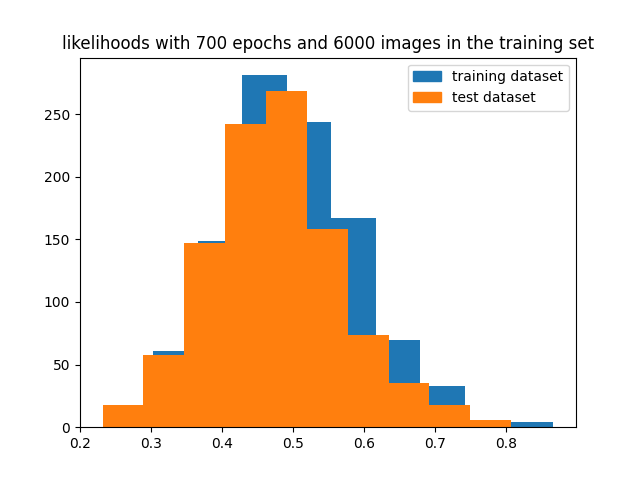 likelihoods with 700 epochs and 6000 images in the training set
training dataset
test dataset
250
200
150
100
50
0
0.2 0.3 0.4 0.5 0.6 0.7 0.8